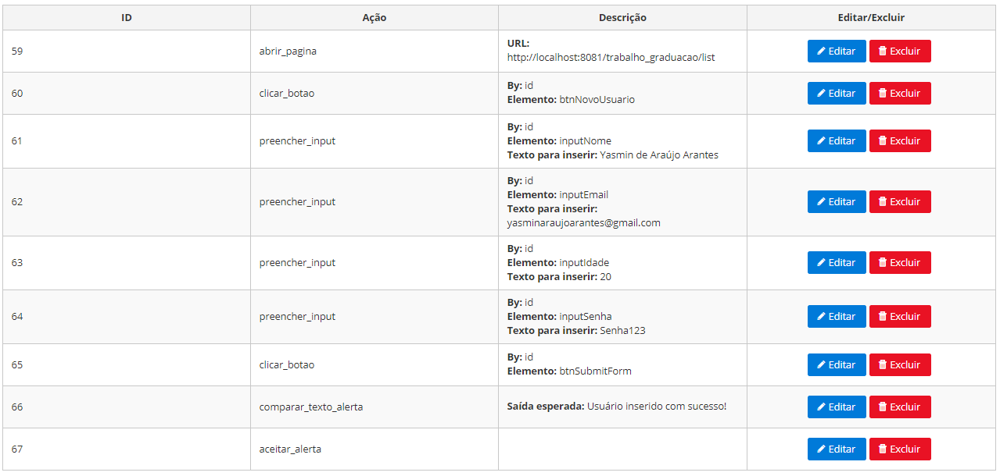 ID Ação Descrição Editar/Excluir
59 abrir_pagina URL: Editar Excluir
http://localhost:8081/trabalho_graduacao/list
60 clicar_botao By: id Editar Excluir
Elemento: btnNovoUsuario
By: id
61 preencher_input Elemento: inputNome Editar Excluir
Texto para inserir: Yasmin de Araújo Arantes
By: id
62 preencher_input Elemento: inputEmail Editar Excluir
Texto para inserir:
yasminaraujoarantes@gmail.com
By: id
63 preencher_input Elemento: inputIdade Editar Excluir
Texto para inserir: 20
By: id
64 preencher_input Elemento: inputSenha Editar Excluir
Texto para inserir: Senha123
65 clicar_botao By: id Editar Excluir
Elemento: btnSubmitForm
66 comparar_texto_alerta Saída esperada: Usuário inserido com sucesso! Editar Excluir
67 aceitar_alerta Editar Excluir